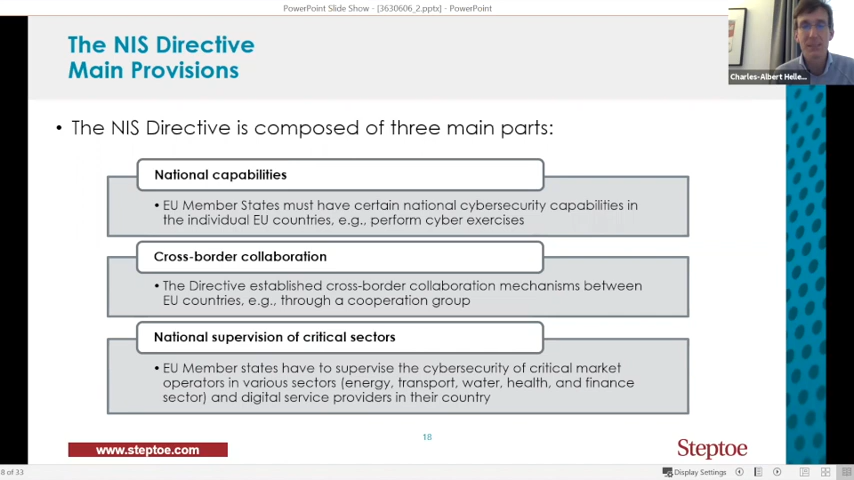 PowerPoint Slide Show - [3630606_2.pptx] - PowerPoint
The NIS Directive
Main Provisions
Charles-Albert Helle...
• The NIS Directive is composed of three main parts:
National capabilities
• EU Member States must have certain national cybersecurity capabilities in
the individual EU countries, e.g., perform cyber exercises
Cross-border collaboration
• The Directive established cross-border collaboration mechanisms between
EU countries, e.g., through a cooperation group
National supervision of critical sectors
• EU Member states have to supervise the cybersecurity of critical market
operators in various sectors (energy, transport, water, health, and finance
sector) and digital service providers in their country
18
www.steptoe.com
Steptoe
8 of 33
Display Settings